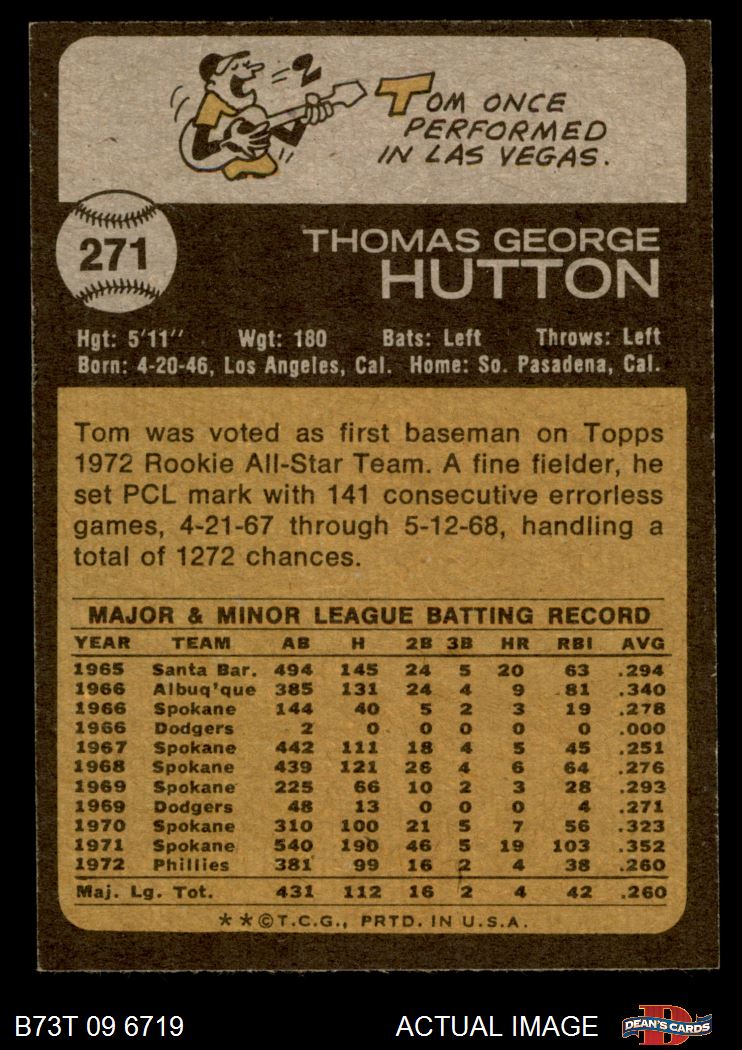 TOM ONCE
PERFORMED
IN LAS VEGAS.
271
THOMAS GEORGE
HUTTON
Hgt: 5'11" Wgt: 180 Bats: Left Throws: Left
Born: 4-20-46, Los Angeles, Cal. Home: So. Pasadena, Cal.
Tom was voted as first baseman on Topps
1972 Rookie All-Star Team. A fine fielder, he
set PCL mark with 141 consecutive errorless
games, 4-21-67 through 5-12-68, handling a
total of 1272 chances.
MAJOR & MINOR LEAGUE BATTING RECORD
YEAR TEAM AB H 2B 3B HR RBI AVG
1965 Santa Bar. 494 145 24 5 20 63 .294
1966 Albuq'que 385 131 24 4 9 81 .340
1966 Spokane 144 40 5 2 3 19 .278
1966 Dodgers 2 0 0 0 0 0 .000
1967 Spokane 442 111 18 4 5 45 .251
1968 Spokane 439 121 26 4 6 64 .276
1969 Spokane 225 66 10 2 3 28 .293
1969 Dodgers 48 13 0 0 0 4 .271
1970 Spokane 310 100 21 5 7 56 .323
1971 Spokane 540 190 46 5 19 103 .352
1972 Phillies 381 99 16 2 4 38 .260
Maj. Lg. Tot. 431 112 16 2 4 42 .260
**©T.C.G., PRTD. IN U.S.A.
B73T 09 6719 ACTUAL IMAGE D DEAN'S CARDS